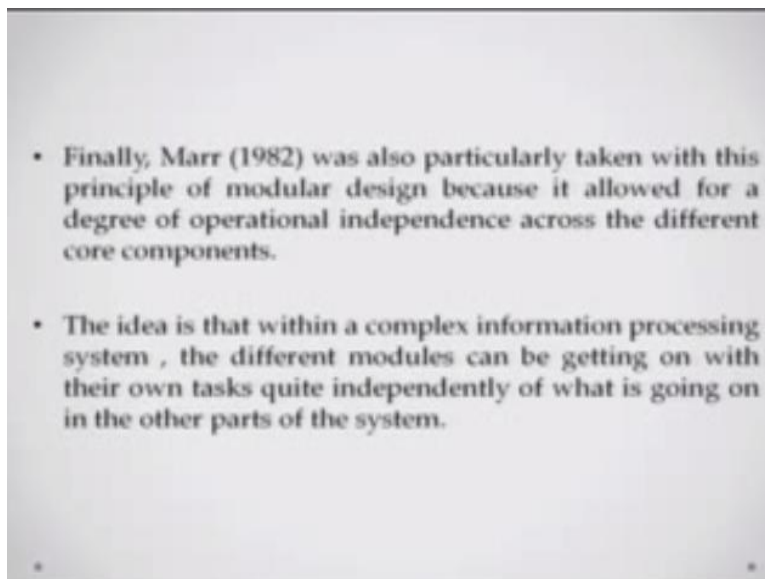 • Finally, Marr (1982) was also particularly taken with this
principle of modular design because it allowed for a
degree of operational independence across the different
core components.
• The idea is that within a complex information processing
system , the different modules can be getting on with
their own tasks quite independently of what is going on
in the other parts of the system.